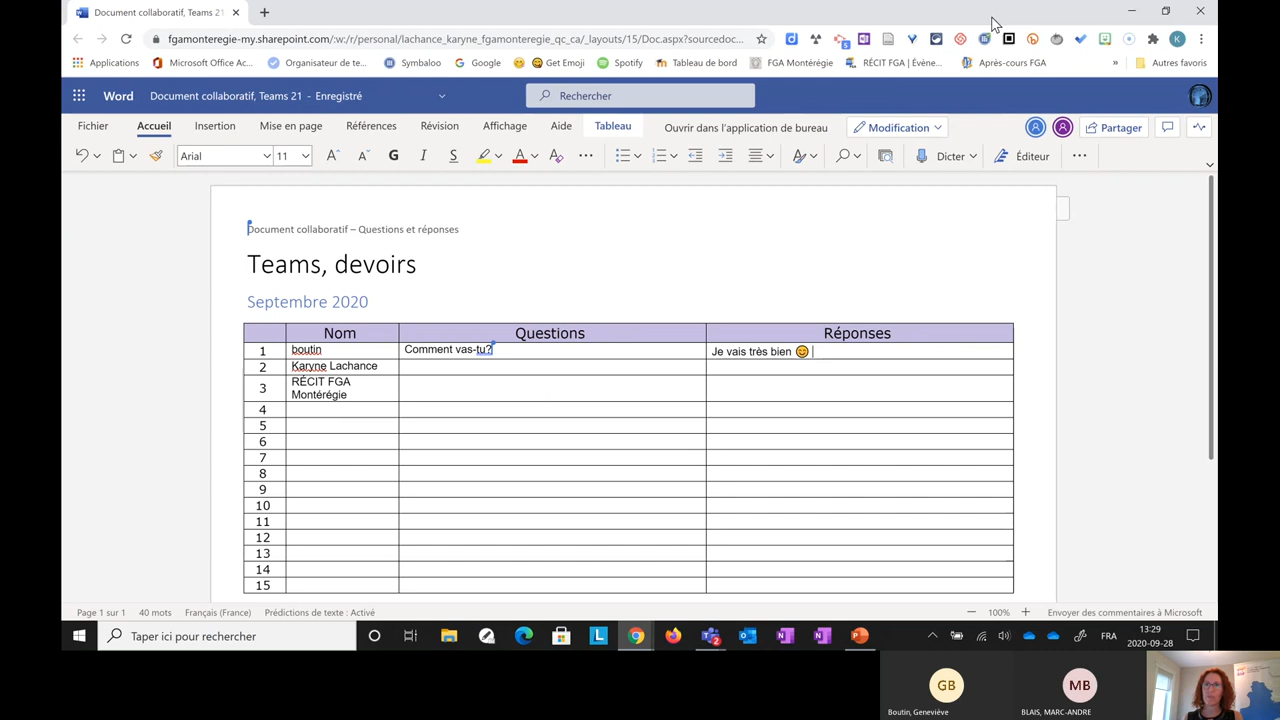 Document collaboratif, Teams 21
fgamonteregie-my.sharepoint.com/:w:/r/personal/lachance_karyne_fgamonteregie_qc_ca/_layouts/15/Doc.aspx?sourcedoc...
Applications Microsoft Office Ac... Organisateur de te... Symbaloo Google Get Emoji Spotify Tableau de bord FGA Montérégie RÉCIT FGA | Évène... Après-cours FGA » Autres favoris
Word Document collaboratif, Teams 21 - Enregistré Rechercher
Fichier Accueil Insertion Mise en page Références Révision Affichage Aide Tableau Ouvrir dans l'application de bureau Modification Partager
Arial 11 G I S A Dicter Éditeur
Document collaboratif – Questions et réponses
Teams, devoirs
Septembre 2020
Nom Questions Réponses
1 boutin Comment vas-tu? Je vais très bien 😊
2 Karyne Lachance
3 RÉCIT FGA
Montérégie
4
5
6
7
8
9
10
11
12
13
14
15
Page 1 sur 1 40 mots Français (France) Prédictions de texte : Activé 100% Envoyer des commentaires à Microsoft
Taper ici pour rechercher FRA 13:29
2020-09-28
GB MB
Boutin, Geneviève BLAIS, MARC-ANDRE